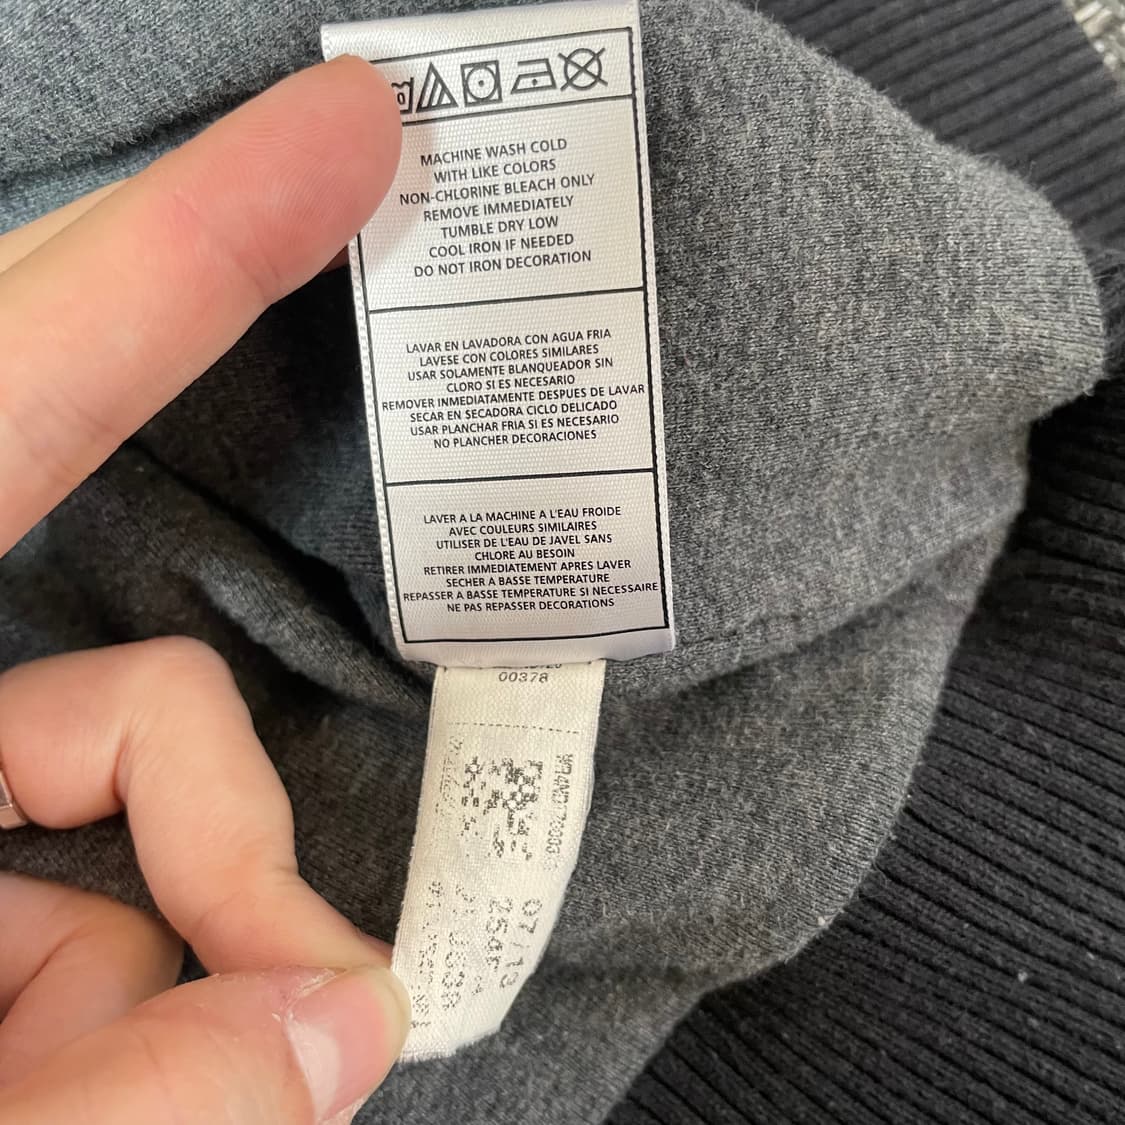 MACHINE WASH COLD
WITH LIKE COLORS
NON-CHLORINE BLEACH ONLY
REMOVE IMMEDIATELY
TUMBLE DRY LOW
COOL IRON IF NEEDED
DO NOT IRON DECORATION
LAVAR EN LAVADORA CON AGUA FRIA
LAVESE CON COLORES SIMILARES
USAR SOLAMENTE BLANQUEADOR SIN
CLORO SI ES NECESARIO
REMOVER INMEDIATAMENTE DESPUES DE LAVAR
SECAR EN SECADORA CICLO DELICADO
USAR PLANCHAR FRIA SI ES NECESARIO
NO PLANCHER DECORACIONES
LAVER A LA MACHINE A L'EAU FROIDE
AVEC COULEURS SIMILAIRES
UTILISER DE L'EAU DE JAVEL SANS
CHLORE AU BESOIN
RETIRER IMMEDIATEMENT APRES LAVER
SECHER A BASSE TEMPERATURE
REPASSER A BASSE TEMPERATURE SI NECESSAIRE
NE PAS REPASSER DECORATIONS
00378
07/13